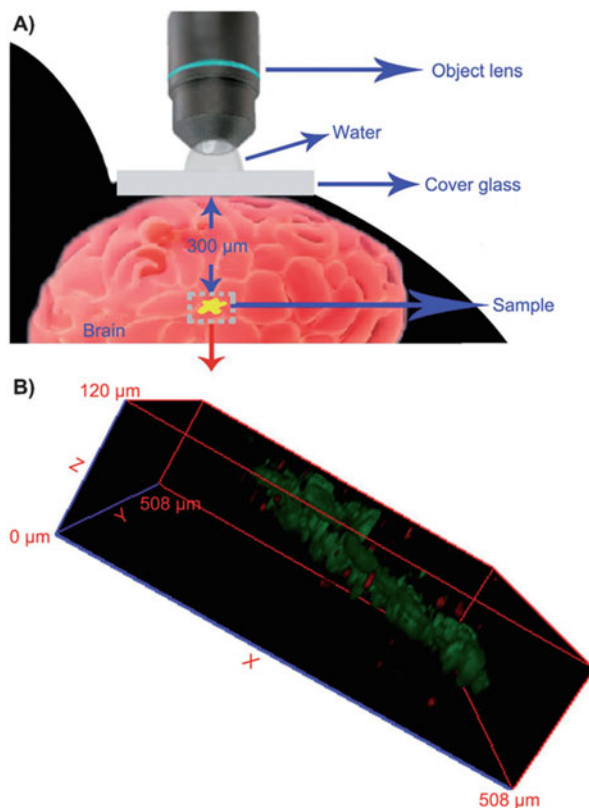 A)
Object lens
Water
Cover glass
300 µm
Sample
Brain
B)
120 µm
Z
Y
508 µm
0 µm
X
508 µm